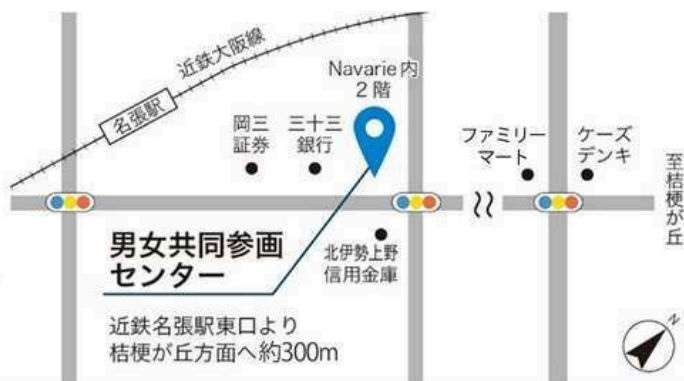 近鉄大阪線
名張駅
Navarie内
2階
岡三
証券
三十三
銀行
ファミリー
マート
ケーズ
デンキ
至桔梗が丘
男女共同参画
センター
北伊勢上野
信用金庫
近鉄名張駅東口より
桔梗が丘方面へ約300m
N